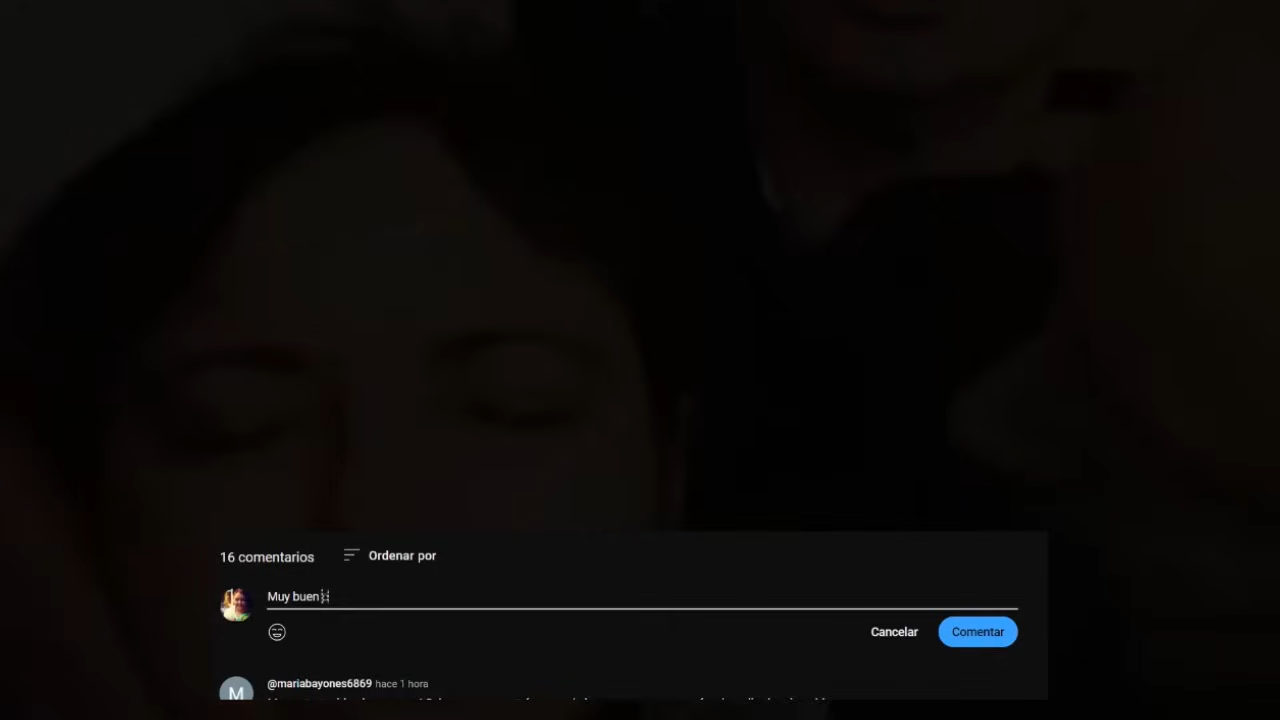 16 comentarios
Ordenar por
Muy buen
Cancelar
Comentar
M
@mariabayones6869 hace 1 hora